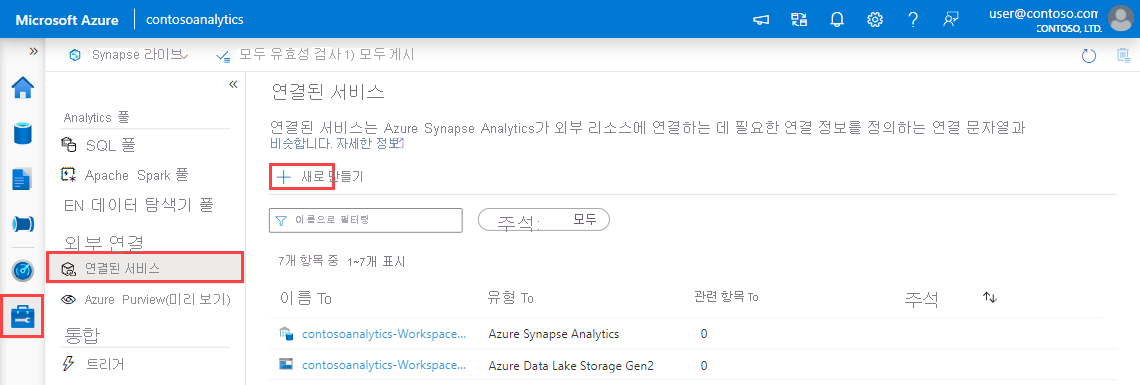 Microsoft Azure | contosoanalytics
user@contoso.com
CONTOSO, LTD.
Synapse 라이브
모두 유효성 검사 1) 모두 게시
Analytics 풀
SQL 풀
Apache Spark 풀
EN 데이터 탐색기 풀
외부 연결
연결된 서비스
Azure Purview(미리 보기)
통합
트리거
연결된 서비스
연결된 서비스는 Azure Synapse Analytics가 외부 리소스에 연결하는 데 필요한 연결 정보를 정의하는 연결 문자열과
비슷합니다. 자세한 정보
새로 만들기
이름으로 필터링
주석: 모두
7개 항목 중 1~7개 표시
이름 To 유형 To 관련 항목 To 주석
contosoanalytics-Workspace... Azure Synapse Analytics 0
contosoanalytics-Workspace... Azure Data Lake Storage Gen2 0